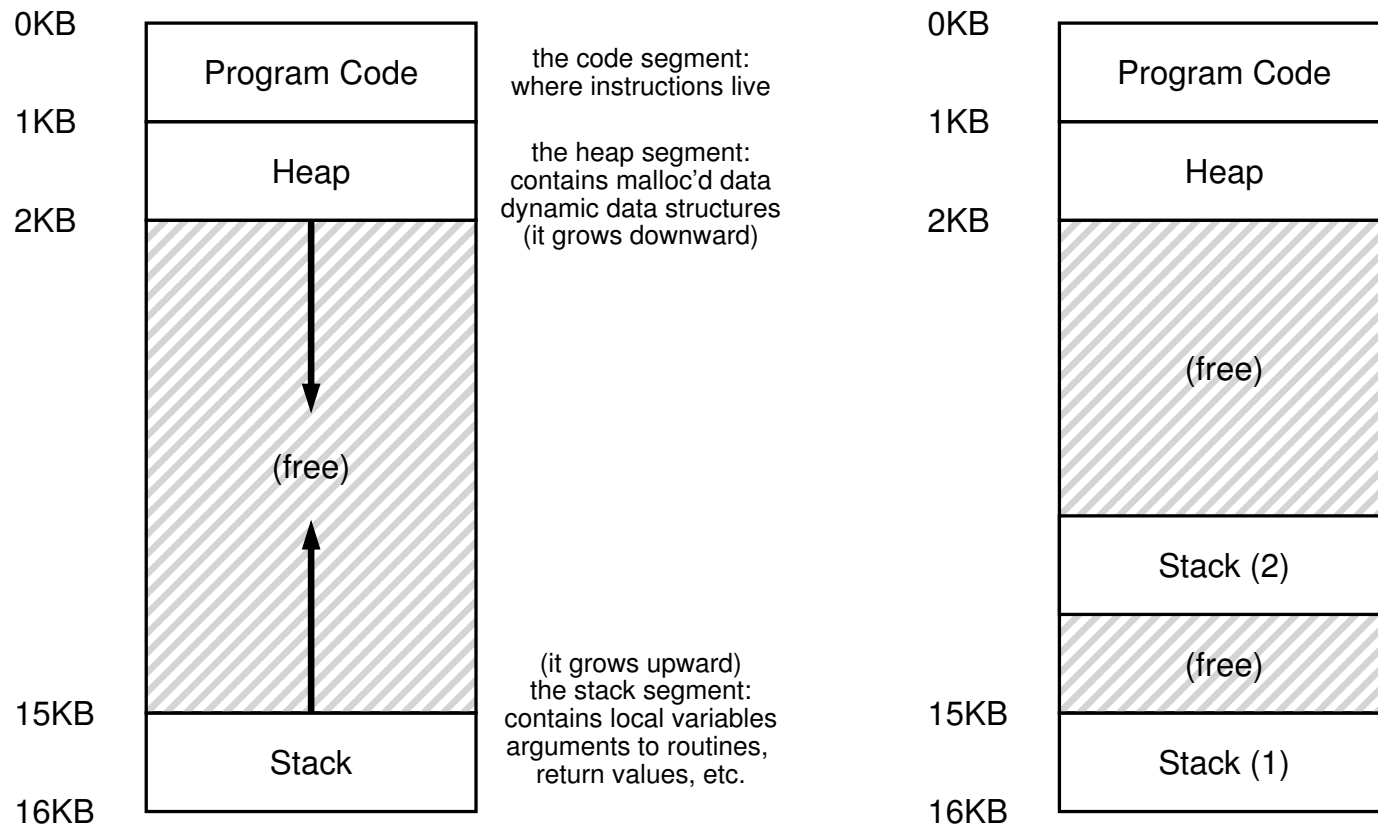 0KB
Program Code
the code segment:
where instructions live
1KB
Heap
the heap segment:
contains malloc'd data
dynamic data structures
(it grows downward)
2KB
(free)
(it grows upward)
the stack segment:
contains local variables
arguments to routines,
return values, etc.
15KB
Stack
16KB
0KB
Program Code
1KB
Heap
2KB
(free)
Stack (2)
(free)
15KB
Stack (1)
16KB